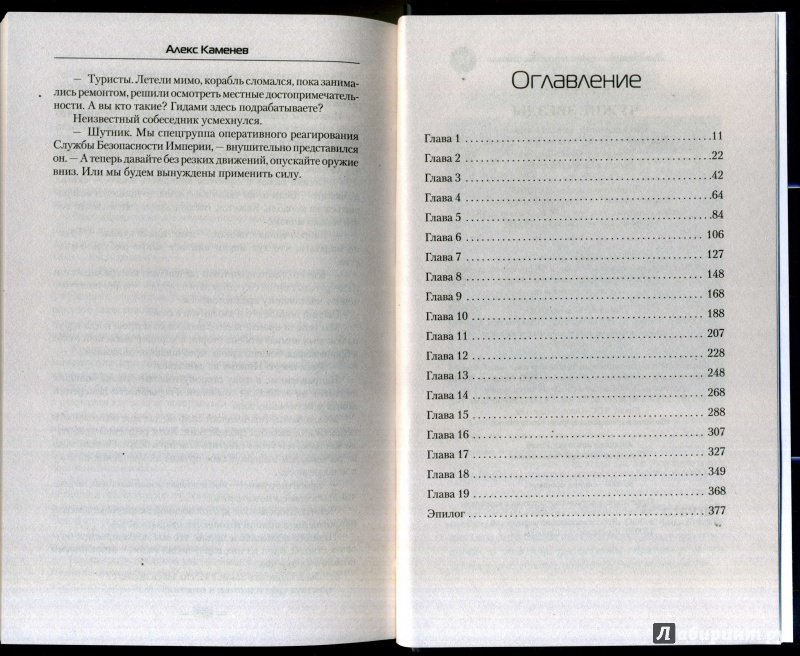 Алекс Каменев
— Туристы. Летели мимо, корабль сломался, пока занима-
лись ремонтом, решили осмотреть местные достопримечатель-
ности. А вы кто такие? Гидами здесь подрабатываете?
Неизвестный собеседник усмехнулся.
— Шутник. Мы спецгруппа оперативного реагирования
Службы Безопасности Империи, — внушительно представился
он. — А теперь давайте без резких движений, опускайте оружие
вниз. Или мы будем вынуждены применить силу.
Оглавление
Глава 1 ........ 11
Глава 2 ........ 22
Глава 3 ........ 42
Глава 4 ........ 64
Глава 5 ........ 84
Глава 6 ........ 106
Глава 7 ........ 127
Глава 8 ........ 148
Глава 9 ........ 168
Глава 10 ........ 188
Глава 11 ........ 207
Глава 12 ........ 228
Глава 13 ........ 248
Глава 14 ........ 268
Глава 15 ........ 288
Глава 16 ........ 307
Глава 17 ........ 327
Глава 18 ........ 349
Глава 19 ........ 368
Эпилог ........ 377
Лабиринт.ру